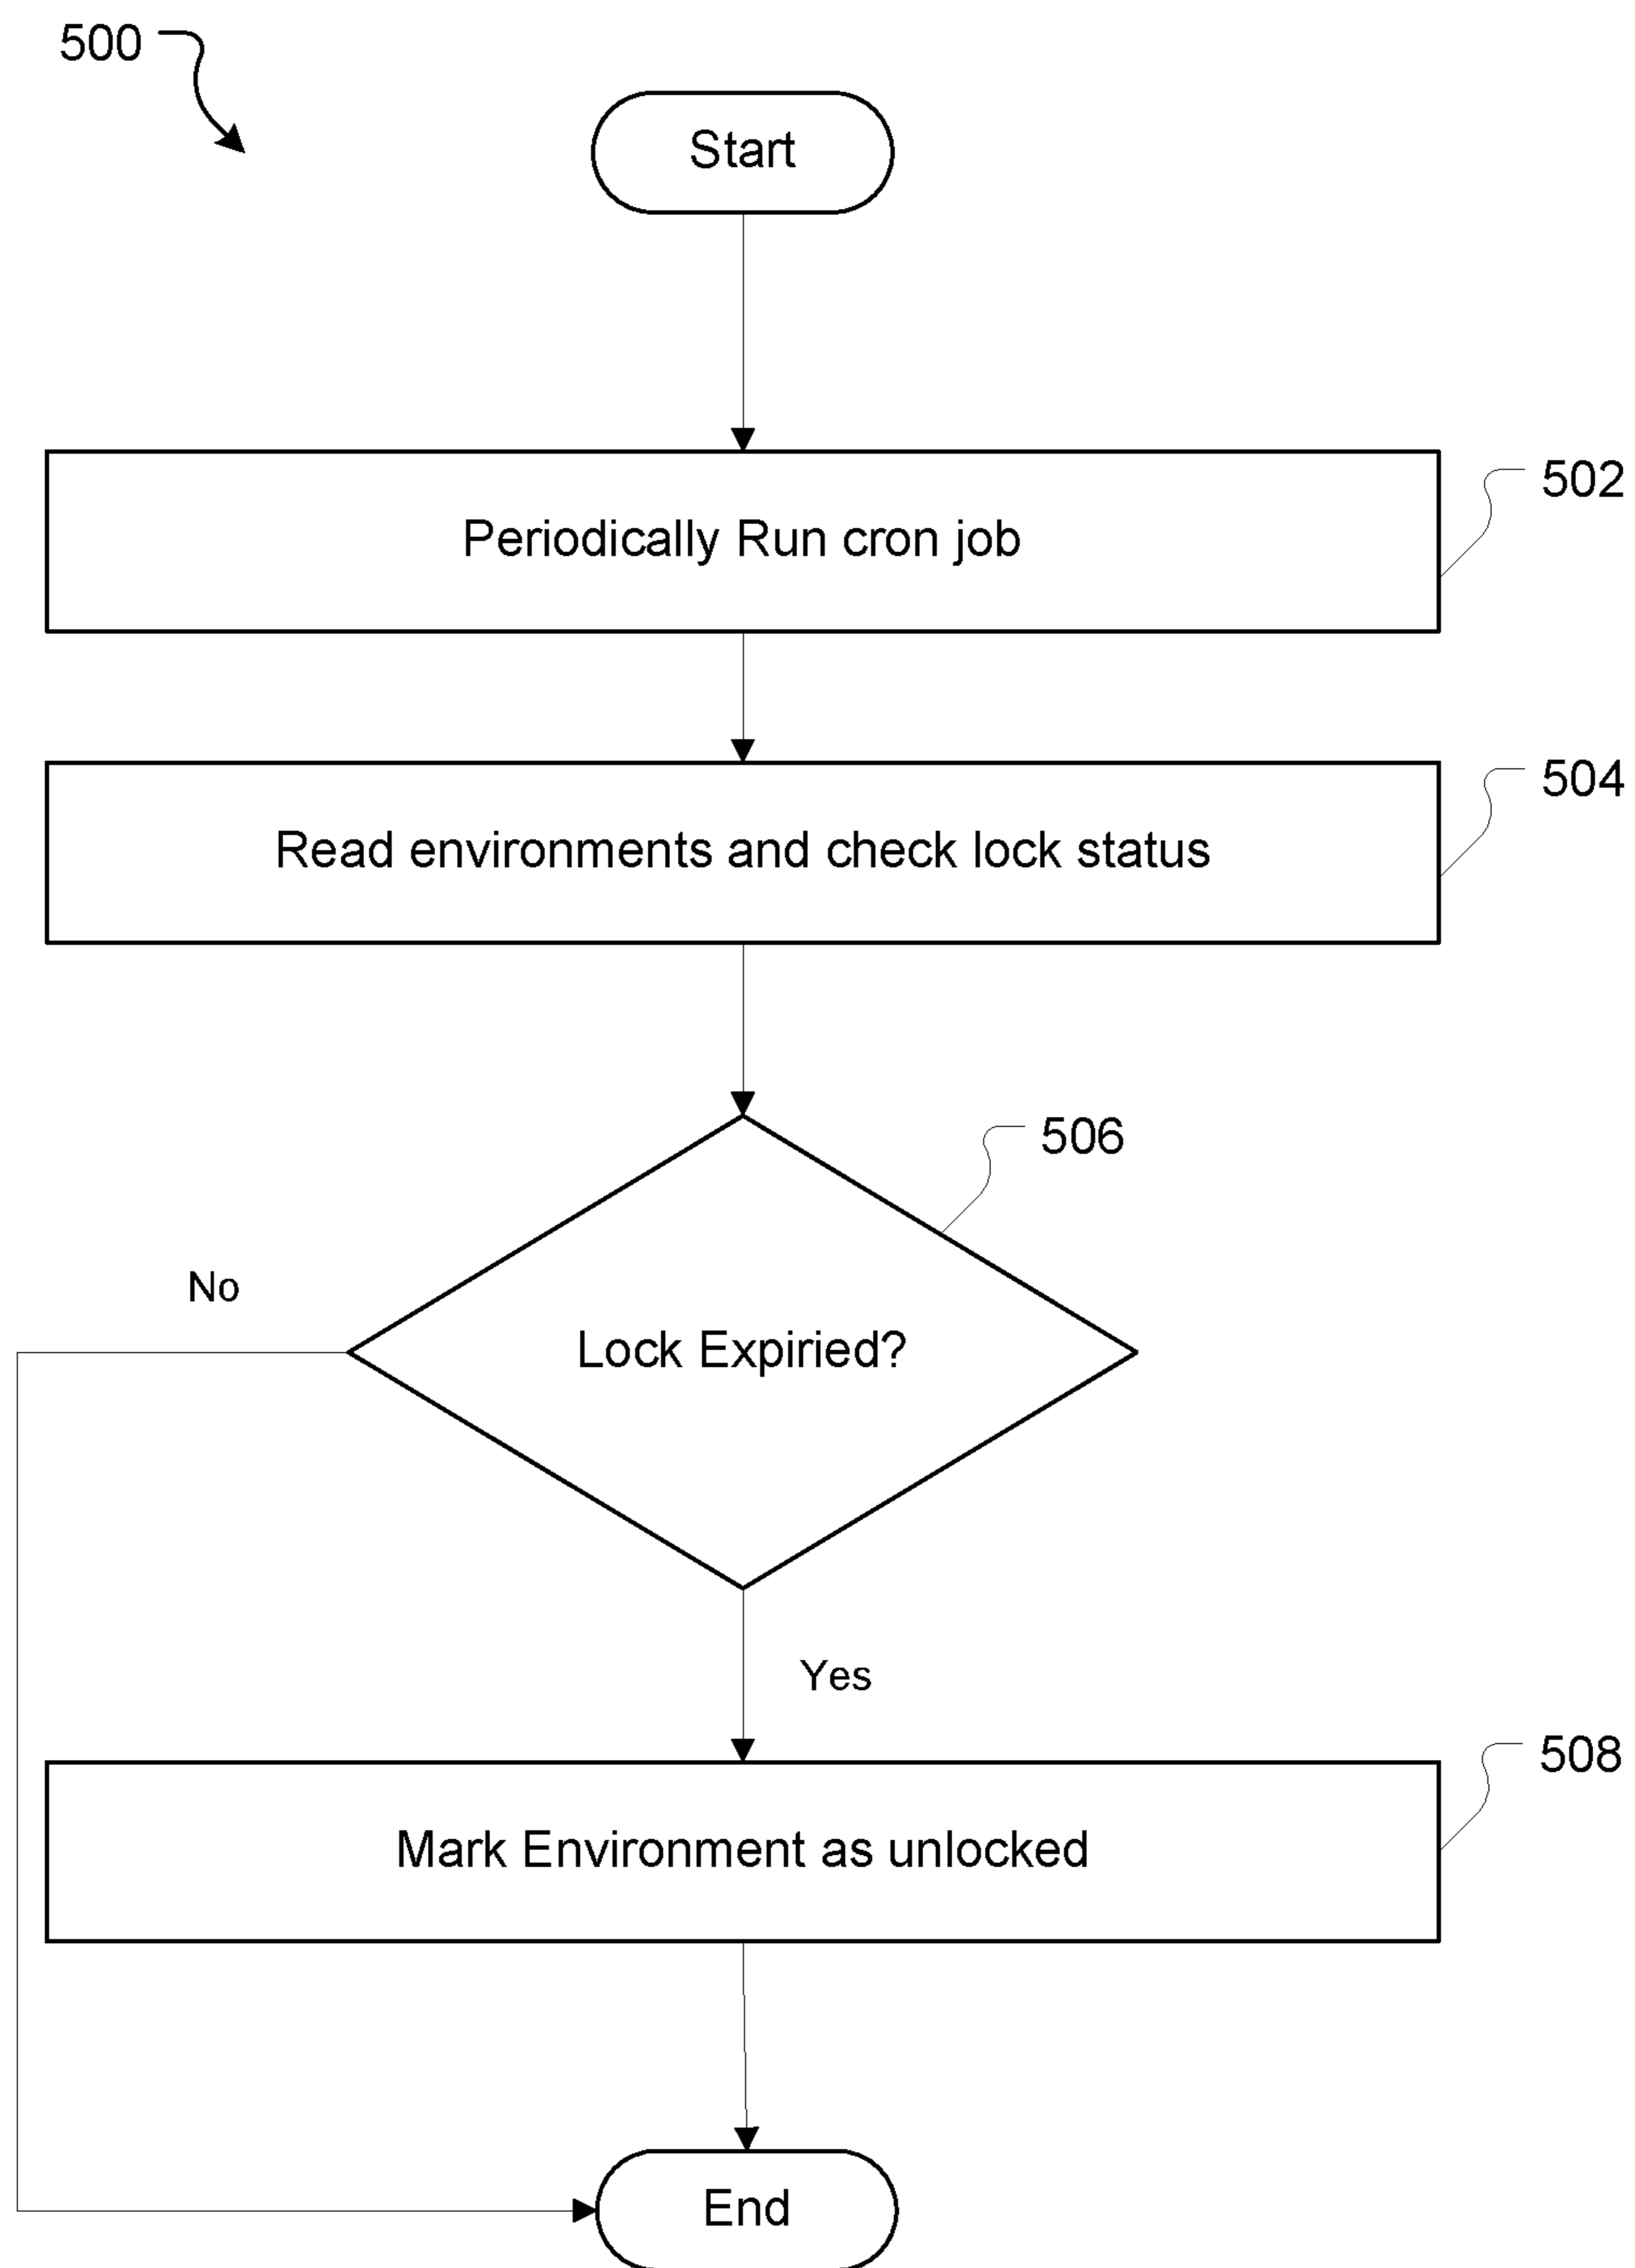 500
Start
Periodically Run cron job
502
Read environments and check lock status
504
506
Lock Expiried?
No
Yes
Mark Environment as unlocked
508
End